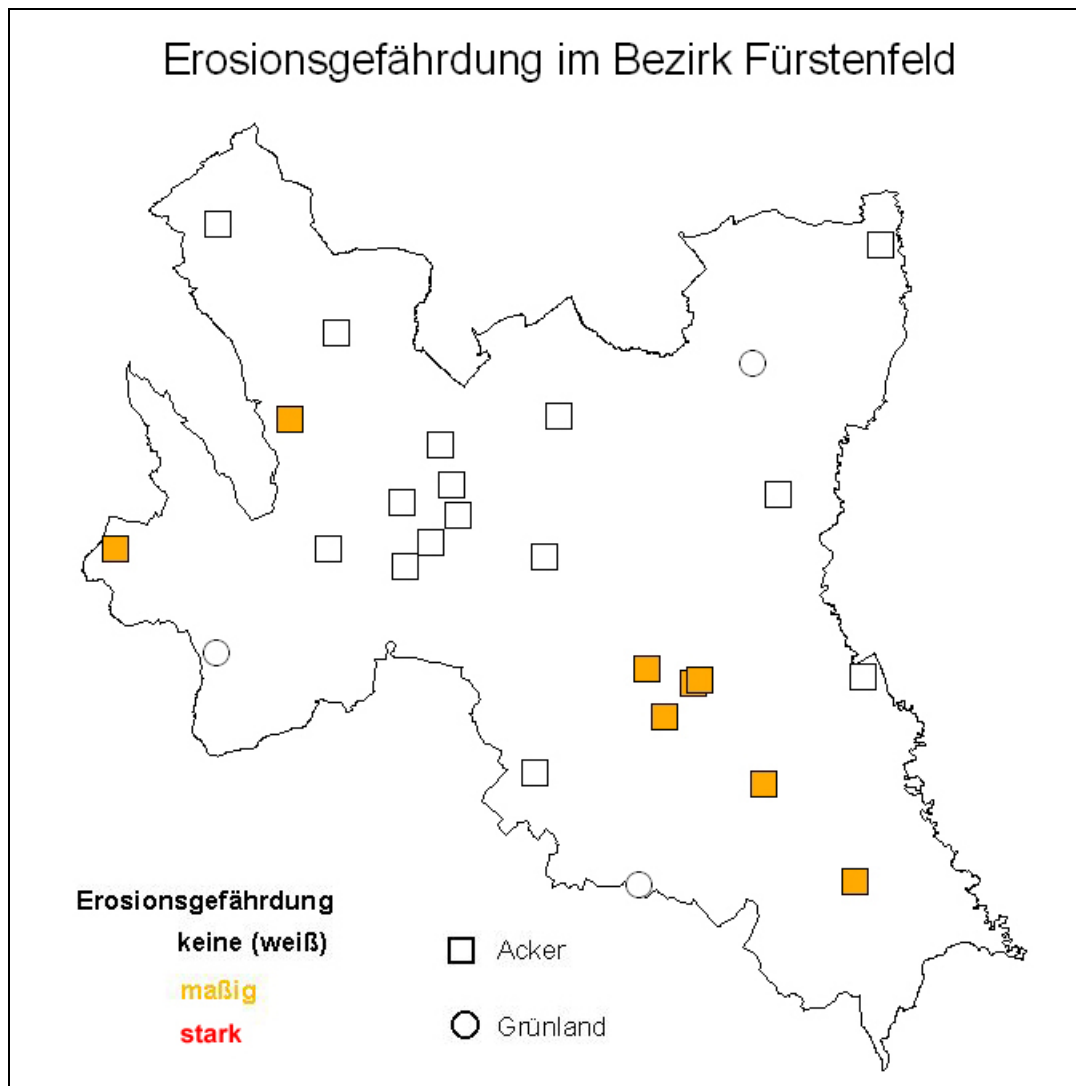 Erosionsgefährdung im Bezirk Fürstenfeld
Erosionsgefährdung
keine (weiß)
maßig
stark
Acker
Grünland